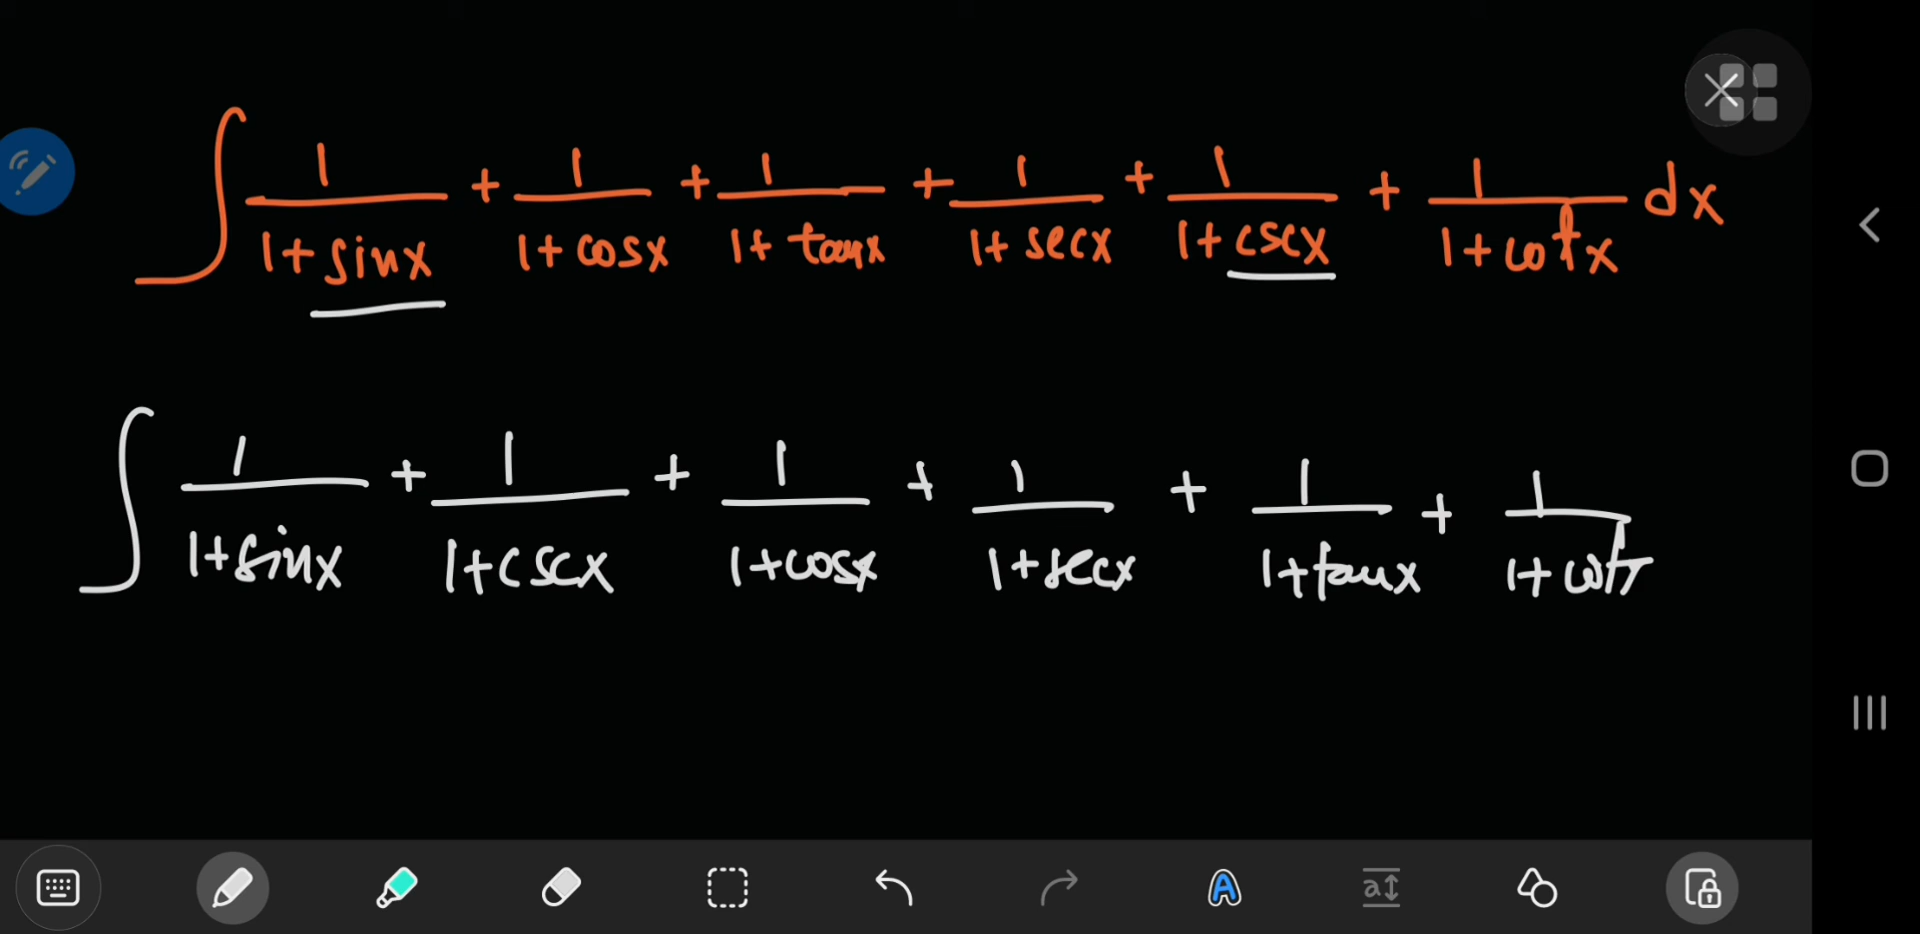 ∫ 1/(1+sinx) + 1/(1+cosx) + 1/(1+tanx) + 1/(1+secx) + 1/(1+cscx) + 1/(1+cotx) dx
∫ 1/(1+sinx) + 1/(1+cscx) + 1/(1+cosx) + 1/(1+secx) + 1/(1+tanx) + 1/(1+cotx)
A
a